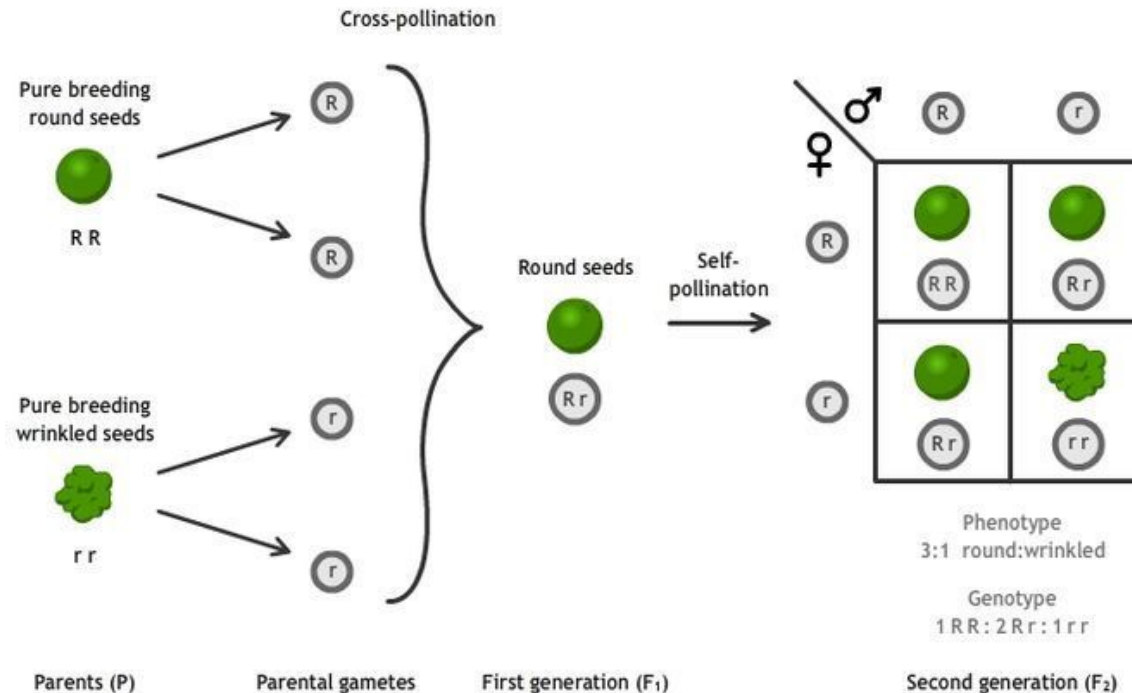 Cross-pollination
Pure breeding
round seeds
R R
R
R
Pure breeding
wrinkled seeds
r r
r
r
Round seeds
R r
Self-
pollination
R
r
R
r
R R
R r
R r
r r
Phenotype
3:1 round:wrinkled
Genotype
1 R R : 2 R r : 1 r r
Parents (P)
Parental gametes
First generation (F₁)
Second generation (F₂)